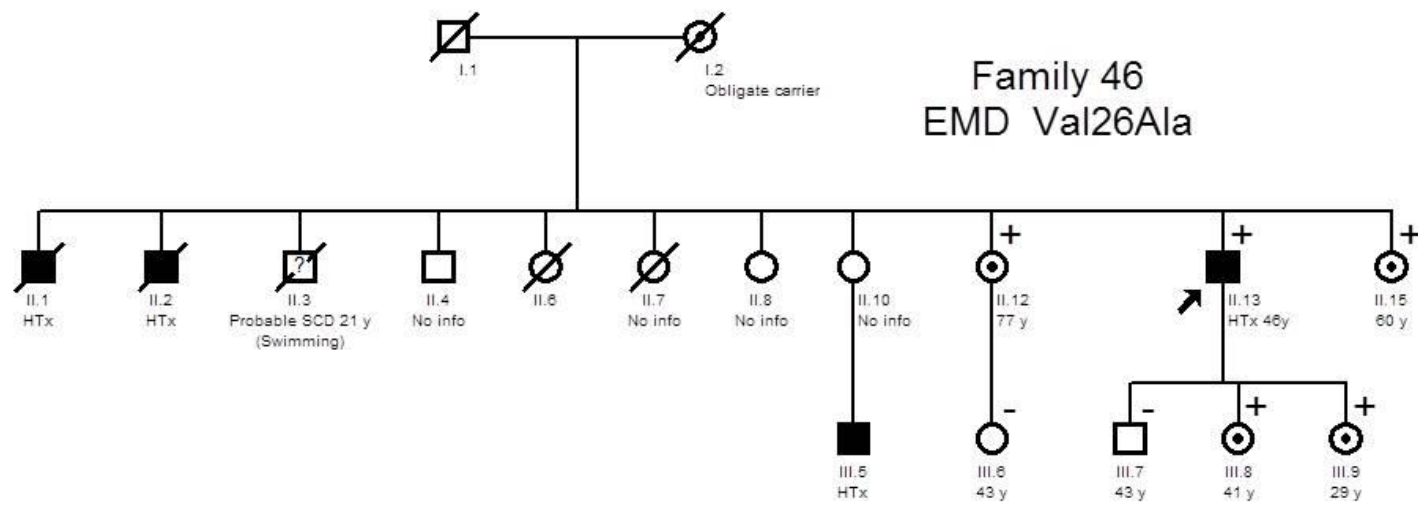 I.1
I.2
Obligate carrier
Family 46
EMD Val26Ala
+
+
+
?
II.1
HTx
II.2
HTx
II.3
Probable SCD 21 y
(Swimming)
II.4
No info
II.6
II.7
No info
II.8
No info
II.10
No info
II.12
77 y
II.13
HTx 46y
II.15
60 y
-
-
+
+
III.5
HTx
III.6
43 y
III.7
43 y
III.8
41 y
III.9
29 y